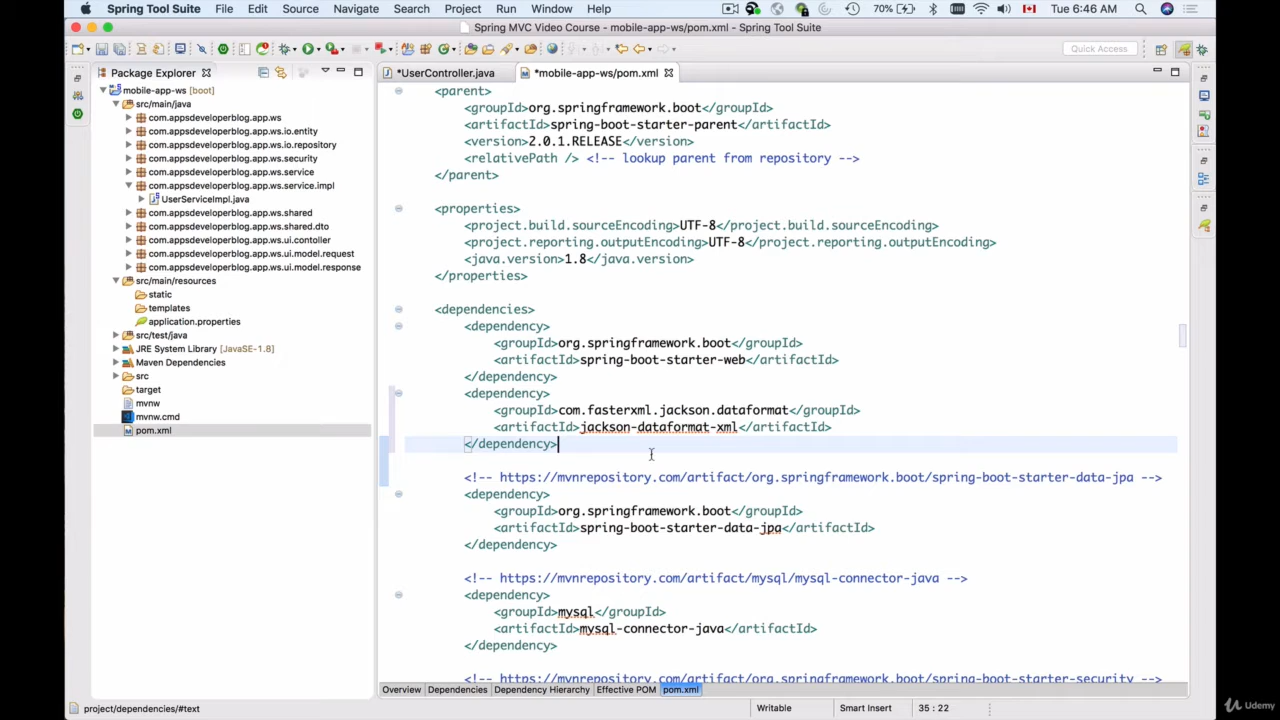 Spring Tool Suite File Edit Source Navigate Search Project Run Window Help 70% Tue 6:46 AM
Spring MVC Video Course - mobile-app-ws/pom.xml - Spring Tool Suite
Quick Access
Package Explorer
*UserController.java
*mobile-app-ws/pom.xml
mobile-app-ws [boot]
src/main/java
com.appsdeveloperblog.app.ws
com.appsdeveloperblog.app.ws.io.entity
com.appsdeveloperblog.app.ws.io.repository
com.appsdeveloperblog.app.ws.security
com.appsdeveloperblog.app.ws.service
com.appsdeveloperblog.app.ws.service.impl
UserServiceImpl.java
com.appsdeveloperblog.app.ws.shared
com.appsdeveloperblog.app.ws.shared.dto
com.appsdeveloperblog.app.ws.ui.contoller
com.appsdeveloperblog.app.ws.ui.model.request
com.appsdeveloperblog.app.ws.ui.model.response
src/main/resources
static
templates
application.properties
src/test/java
JRE System Library [JavaSE-1.8]
Maven Dependencies
src
target
mvnw
mvnw.cmd
pom.xml
<parent>
<groupId>org.springframework.boot</groupId>
<artifactId>spring-boot-starter-parent</artifactId>
<version>2.0.1.RELEASE</version>
<relativePath /> <!-- lookup parent from repository -->
</parent>
<properties>
<project.build.sourceEncoding>UTF-8</project.build.sourceEncoding>
<project.reporting.outputEncoding>UTF-8</project.reporting.outputEncoding>
<java.version>1.8</java.version>
</properties>
<dependencies>
<dependency>
<groupId>org.springframework.boot</groupId>
<artifactId>spring-boot-starter-web</artifactId>
</dependency>
<dependency>
<groupId>com.fasterxml.jackson.dataformat</groupId>
<artifactId>jackson-dataformat-xml</artifactId>
</dependency>
<!-- https://mvnrepository.com/artifact/org.springframework.boot/spring-boot-starter-data-jpa -->
<dependency>
<groupId>org.springframework.boot</groupId>
<artifactId>spring-boot-starter-data-jpa</artifactId>
</dependency>
<!-- https://mvnrepository.com/artifact/mysql/mysql-connector-java -->
<dependency>
<groupId>mysql</groupId>
<artifactId>mysql-connector-java</artifactId>
</dependency>
<!-- https://mvnrepository.com/artifact/org.springframework.boot/spring-boot-starter-security -->
Overview Dependencies Dependency Hierarchy Effective POM pom.xml
project/dependencies/#text
Writable
Smart Insert
35 : 22
Udemy